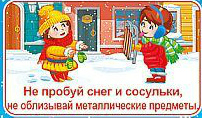 Не пробуй снег и сосульки,
не облизывай металлические предметы.